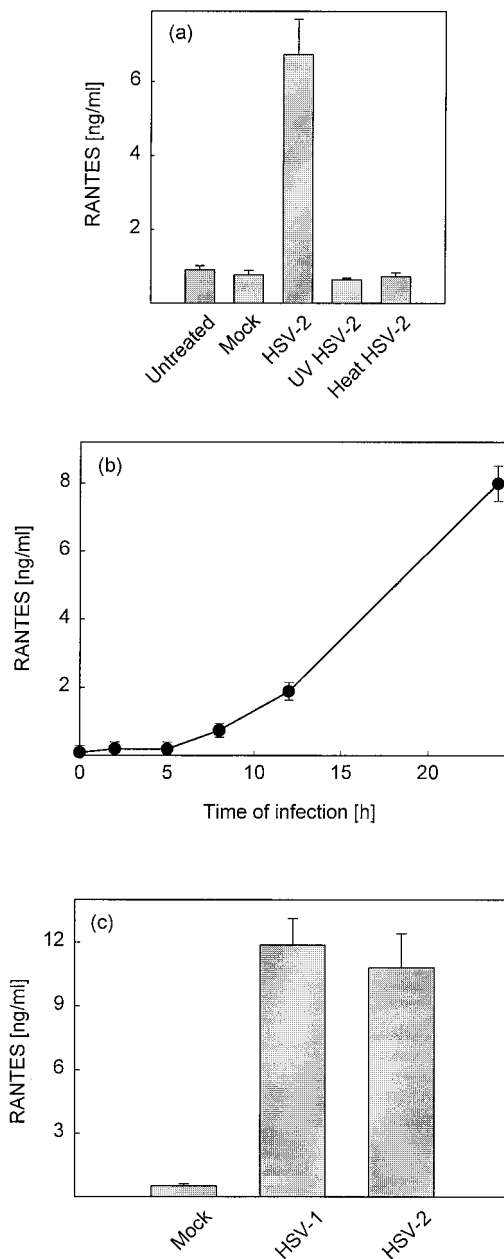 (a)
RANTES [ng/ml]
6
4
2
Untreated
Mock
HSV-2
UV HSV-2
Heat HSV-2
(b)
RANTES [ng/ml]
8
6
4
2
0 5 10 15 20
Time of infection [h]
(c)
RANTES [ng/ml]
12
9
6
3
Mock
HSV-1
HSV-2